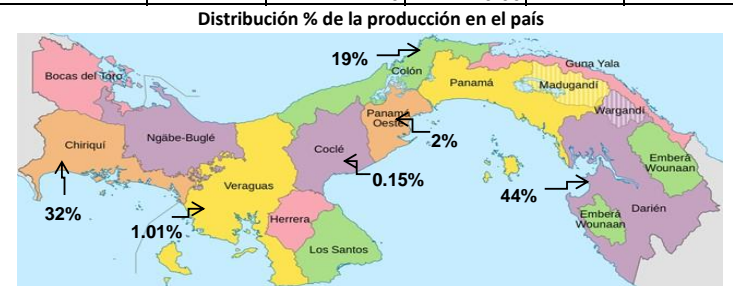 Distribución % de la producción en el país
19%
Guna Yala
Bocas del Toro
Colón
Panamá
Madugandí
Wargandí
Panamá
Oeste
Ngäbe-Buglé
Chiriquí
2%
Coclé
Emberá
Wounaan
0.15%
Veraguas
44%
Darién
32%
Herrera
Emberá
Wounaan
1.01%
Los Santos